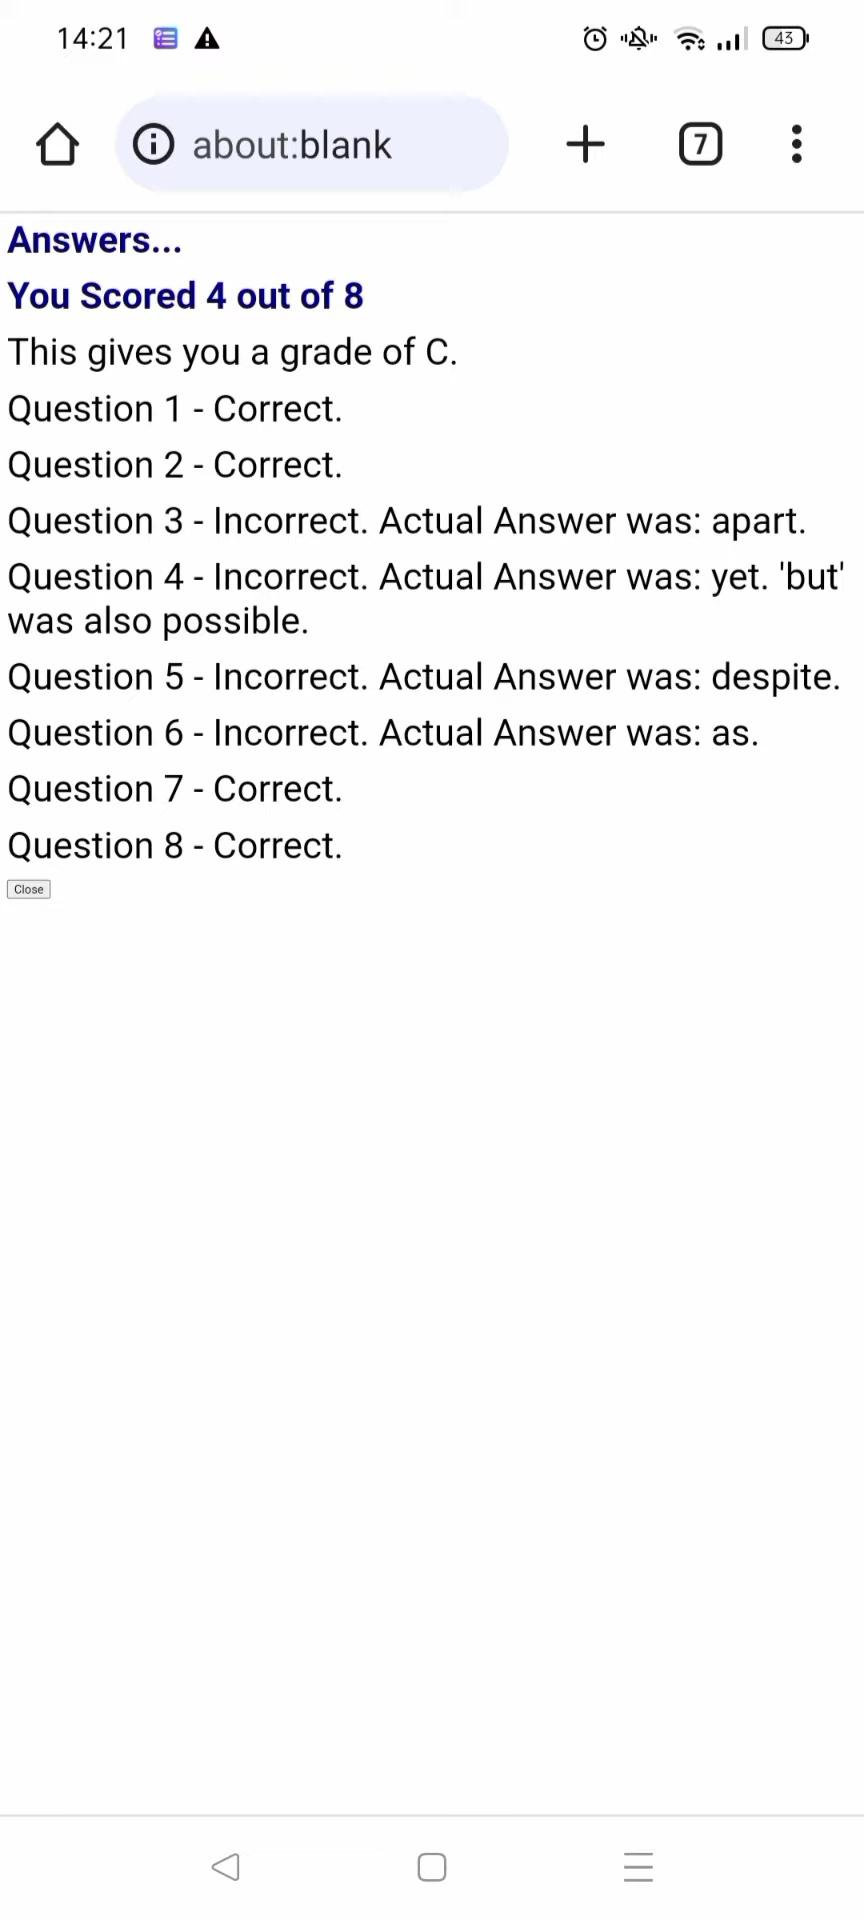 14:21
43
about:blank
7
Answers...
You Scored 4 out of 8
This gives you a grade of C.
Question 1 - Correct.
Question 2 - Correct.
Question 3 - Incorrect. Actual Answer was: apart.
Question 4 - Incorrect. Actual Answer was: yet. 'but'
was also possible.
Question 5 - Incorrect. Actual Answer was: despite.
Question 6 - Incorrect. Actual Answer was: as.
Question 7 - Correct.
Question 8 - Correct.
Close